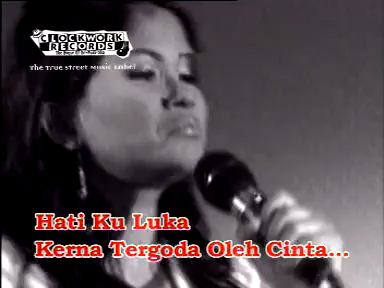 CLOCKWORK
RECORDS
The True Street Music Label
Hati Ku Luka
Kerna Tergoda Oleh Cinta...